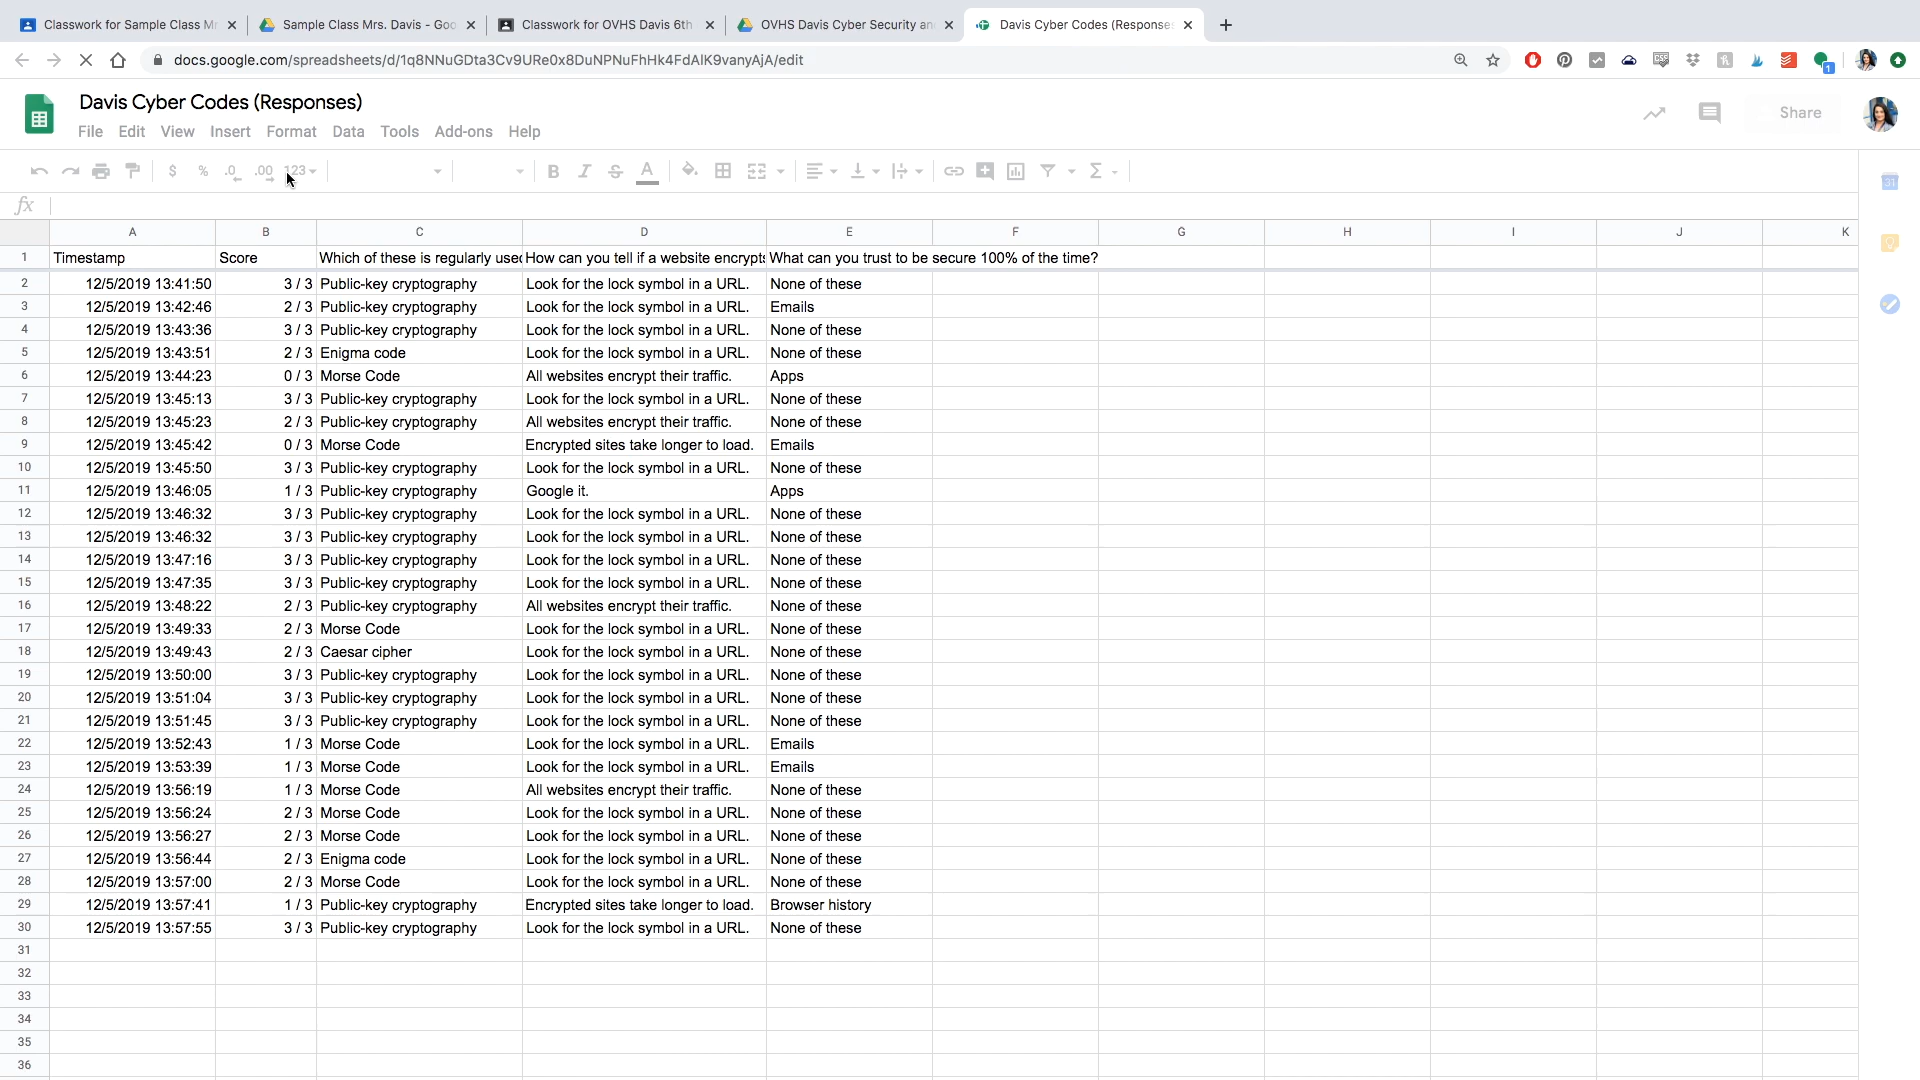 Classwork for Sample Class Mr
Sample Class Mrs. Davis - Goo
Classwork for OVHS Davis 6th
OVHS Davis Cyber Security an
Davis Cyber Codes (Response
docs.google.com/spreadsheets/d/1q8NNuGDta3Cv9URe0x8DuNPNuFhHk4FdAlK9vanyAjA/edit
Davis Cyber Codes (Responses)
File Edit View Insert Format Data Tools Add-ons Help
Share
$ % .0 .00 123 B I S A Σ
31
fx
A B C D E F G H I J K
1 Timestamp Score Which of these is regularly used How can you tell if a website encrypts What can you trust to be secure 100% of the time?
2 12/5/2019 13:41:50 3 / 3 Public-key cryptography Look for the lock symbol in a URL. None of these
3 12/5/2019 13:42:46 2 / 3 Public-key cryptography Look for the lock symbol in a URL. Emails
4 12/5/2019 13:43:36 3 / 3 Public-key cryptography Look for the lock symbol in a URL. None of these
5 12/5/2019 13:43:51 2 / 3 Enigma code Look for the lock symbol in a URL. None of these
6 12/5/2019 13:44:23 0 / 3 Morse Code All websites encrypt their traffic. Apps
7 12/5/2019 13:45:13 3 / 3 Public-key cryptography Look for the lock symbol in a URL. None of these
8 12/5/2019 13:45:23 2 / 3 Public-key cryptography All websites encrypt their traffic. None of these
9 12/5/2019 13:45:42 0 / 3 Morse Code Encrypted sites take longer to load. Emails
10 12/5/2019 13:45:50 3 / 3 Public-key cryptography Look for the lock symbol in a URL. None of these
11 12/5/2019 13:46:05 1 / 3 Public-key cryptography Google it. Apps
12 12/5/2019 13:46:32 3 / 3 Public-key cryptography Look for the lock symbol in a URL. None of these
13 12/5/2019 13:46:32 3 / 3 Public-key cryptography Look for the lock symbol in a URL. None of these
14 12/5/2019 13:47:16 3 / 3 Public-key cryptography Look for the lock symbol in a URL. None of these
15 12/5/2019 13:47:35 3 / 3 Public-key cryptography Look for the lock symbol in a URL. None of these
16 12/5/2019 13:48:22 2 / 3 Public-key cryptography All websites encrypt their traffic. None of these
17 12/5/2019 13:49:33 2 / 3 Morse Code Look for the lock symbol in a URL. None of these
18 12/5/2019 13:49:43 2 / 3 Caesar cipher Look for the lock symbol in a URL. None of these
19 12/5/2019 13:50:00 3 / 3 Public-key cryptography Look for the lock symbol in a URL. None of these
20 12/5/2019 13:51:04 3 / 3 Public-key cryptography Look for the lock symbol in a URL. None of these
21 12/5/2019 13:51:45 3 / 3 Public-key cryptography Look for the lock symbol in a URL. None of these
22 12/5/2019 13:52:43 1 / 3 Morse Code Look for the lock symbol in a URL. Emails
23 12/5/2019 13:53:39 1 / 3 Morse Code Look for the lock symbol in a URL. Emails
24 12/5/2019 13:56:19 1 / 3 Morse Code All websites encrypt their traffic. None of these
25 12/5/2019 13:56:24 2 / 3 Morse Code Look for the lock symbol in a URL. None of these
26 12/5/2019 13:56:27 2 / 3 Morse Code Look for the lock symbol in a URL. None of these
27 12/5/2019 13:56:44 2 / 3 Enigma code Look for the lock symbol in a URL. None of these
28 12/5/2019 13:57:00 2 / 3 Morse Code Look for the lock symbol in a URL. None of these
29 12/5/2019 13:57:41 1 / 3 Public-key cryptography Encrypted sites take longer to load. Browser history
30 12/5/2019 13:57:55 3 / 3 Public-key cryptography Look for the lock symbol in a URL. None of these
31
32
33
34
35
36